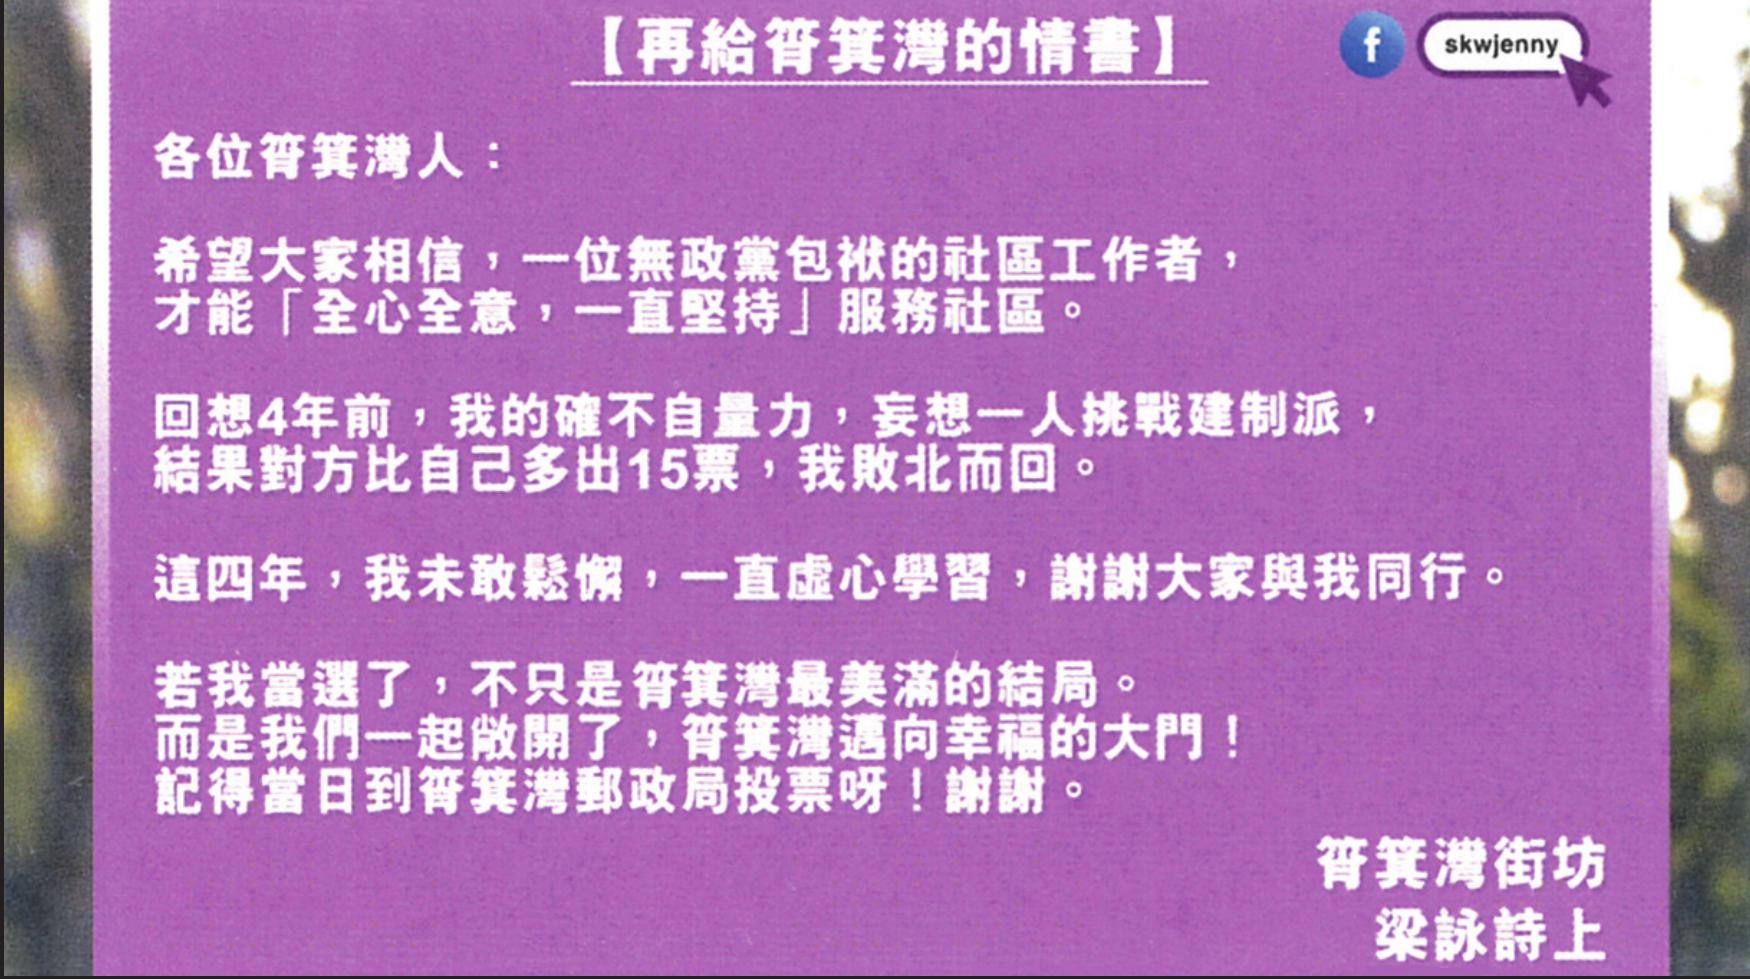 【再給筲箕灣的情書】
skwjenny
各位筲箕灣人：
希望大家相信，一位無政黨包袱的社區工作者，
才能「全心全意，一直堅持」服務社區。
回想4年前，我的確不自量力，妄想一人挑戰建制派，
結果對方比自己多出15票，我敗北而回。
這四年，我未敢鬆懈，一直虛心學習，謝謝大家與我同行。
若我當選了，不只是筲箕灣最美滿的結局。
而是我們一起敞開了，筲箕灣邁向幸福的大門！
記得當日到筲箕灣郵政局投票呀！謝謝。
筲箕灣街坊
梁詠詩上